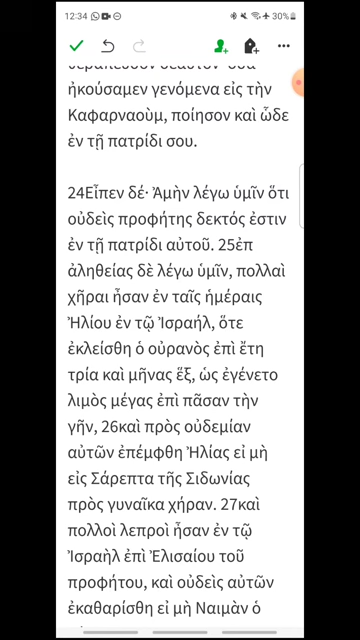 12:34
30%
ἠκούσαμεν γενόμενα εἰς τὴν
Καφαρναοὺμ, ποίησον καὶ ὧδε
ἐν τῇ πατρίδι σου.
24Εἶπεν δέ· Ἀμὴν λέγω ὑμῖν ὅτι
οὐδεὶς προφήτης δεκτός ἐστιν
ἐν τῇ πατρίδι αὐτοῦ. 25ἐπ
ἀληθείας δὲ λέγω ὑμῖν, πολλαὶ
χῆραι ἦσαν ἐν ταῖς ἡμέραις
Ἠλίου ἐν τῷ Ἰσραήλ, ὅτε
ἐκλείσθη ὁ οὐρανὸς ἐπὶ ἔτη
τρία καὶ μῆνας ἕξ, ὡς ἐγένετο
λιμὸς μέγας ἐπὶ πᾶσαν τὴν
γῆν, 26καὶ πρὸς οὐδεμίαν
αὐτῶν ἐπέμφθη Ἠλίας εἰ μὴ
εἰς Σάρεπτα τῆς Σιδωνίας
πρὸς γυναῖκα χήραν. 27καὶ
πολλοὶ λεπροὶ ἦσαν ἐν τῷ
Ἰσραὴλ ἐπὶ Ἐλισαίου τοῦ
προφήτου, καὶ οὐδεὶς αὐτῶν
ἐκαθαρίσθη εἰ μὴ Ναιμὰν ὁ